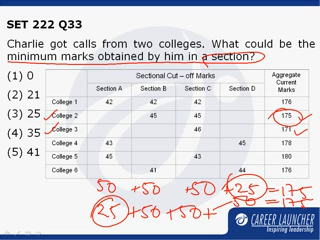 SET 222 Q33
Charlie got calls from two colleges. What could be the
minimum marks obtained by him in a section?
(1) 0
(2) 21
(3) 25
(4) 35
(5) 41
Sectional Cut – off Marks Aggregate Current Marks
Section A Section B Section C Section D
College 1 42 42 42 176
College 2 45 45 175
College 3 46 171
College 4 43 45 178
College 5 45 43 180
College 6 41 44 176
50 +50 +50 +25 = 175
25 +50 +50 + 50 = 175
CAREER LAUNCHER
Inspiring leadership